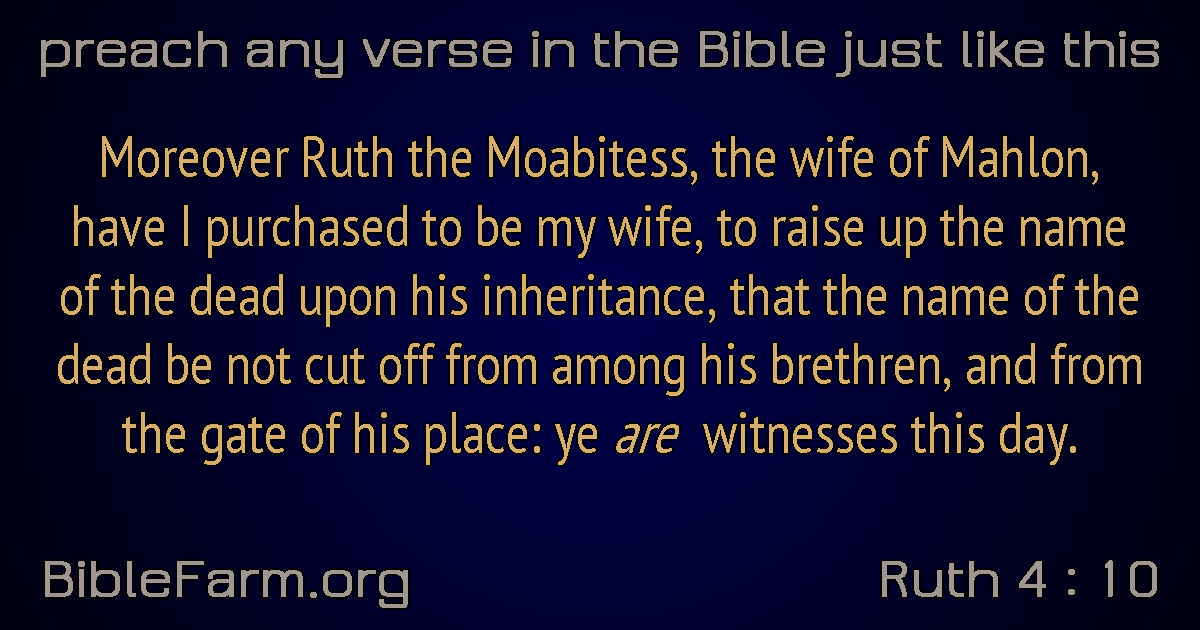 preach any verse in the Bible just like this
Moreover Ruth the Moabitess, the wife of Mahlon,
have I purchased to be my wife, to raise up the name
of the dead upon his inheritance, that the name of the
dead be not cut off from among his brethren, and from
the gate of his place: ye are witnesses this day.
BibleFarm.org
Ruth 4 : 10